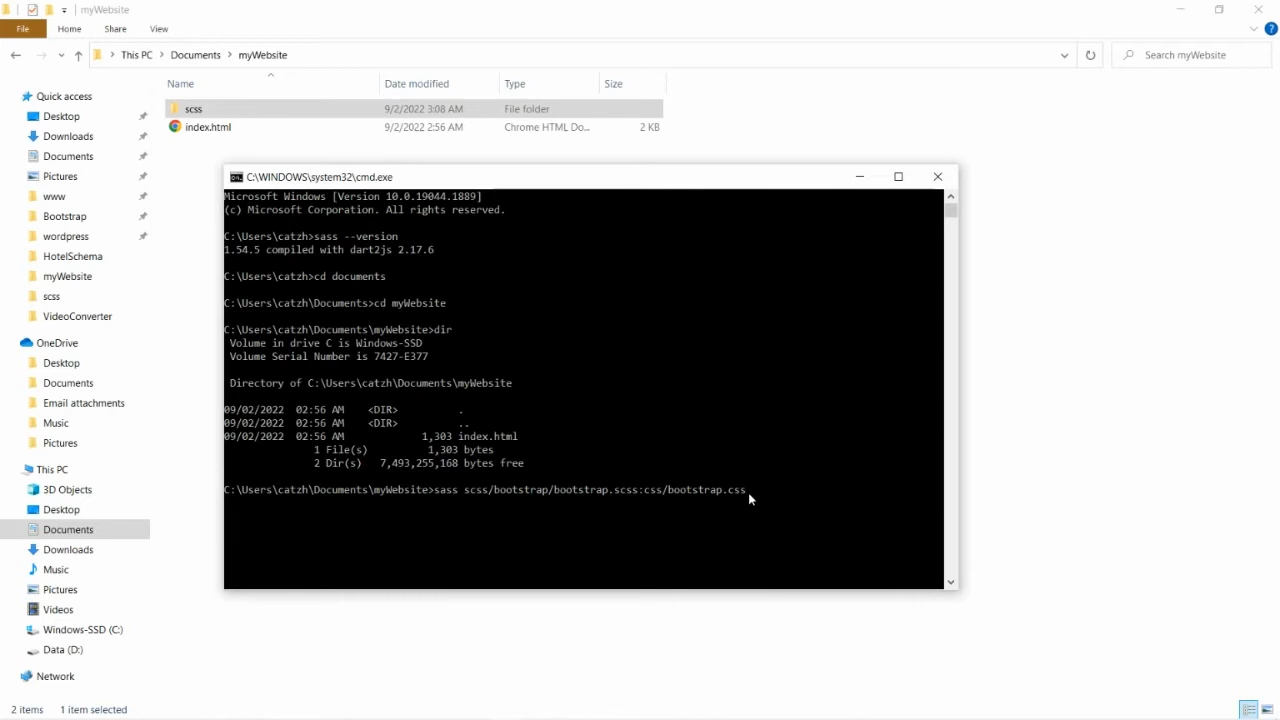 myWebsite
File Home Share View
This PC Documents myWebsite
Search myWebsite
Name Date modified Type Size
scss 9/2/2022 3:08 AM File folder
index.html 9/2/2022 2:56 AM Chrome HTML Do... 2 KB
Quick access
Desktop
Downloads
Documents
Pictures
www
Bootstrap
wordpress
HotelSchema
myWebsite
scss
VideoConverter
OneDrive
Desktop
Documents
Email attachments
Music
Pictures
This PC
3D Objects
Desktop
Documents
Downloads
Music
Pictures
Videos
Windows-SSD (C:)
Data (D:)
Network
C:\WINDOWS\system32\cmd.exe
Microsoft Windows [Version 10.0.19044.1889]
(c) Microsoft Corporation. All rights reserved.
C:\Users\catzh>sass --version
1.54.5 compiled with dart2js 2.17.6
C:\Users\catzh>cd documents
C:\Users\catzh\Documents>cd myWebsite
C:\Users\catzh\Documents\myWebsite>dir
Volume in drive C is Windows-SSD
Volume Serial Number is 7427-E377
Directory of C:\Users\catzh\Documents\myWebsite
09/02/2022 02:56 AM <DIR> .
09/02/2022 02:56 AM <DIR> ..
09/02/2022 02:56 AM 1,303 index.html
1 File(s) 1,303 bytes
2 Dir(s) 7,493,255,168 bytes free
C:\Users\catzh\Documents\myWebsite>sass scss/bootstrap/bootstrap.scss:css/bootstrap.css
2 items 1 item selected